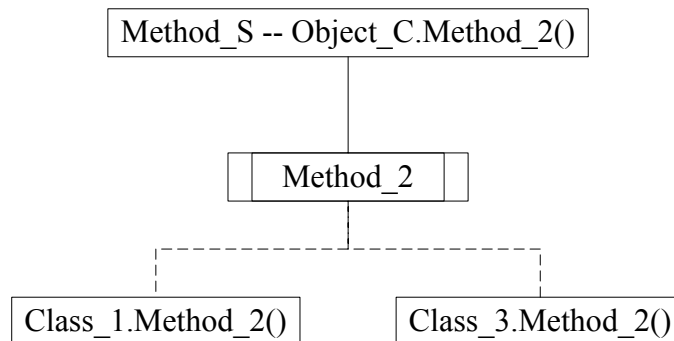 Method_S -- Object_C.Method_2()
Method_2
Class_1.Method_2()
Class_3.Method_2()